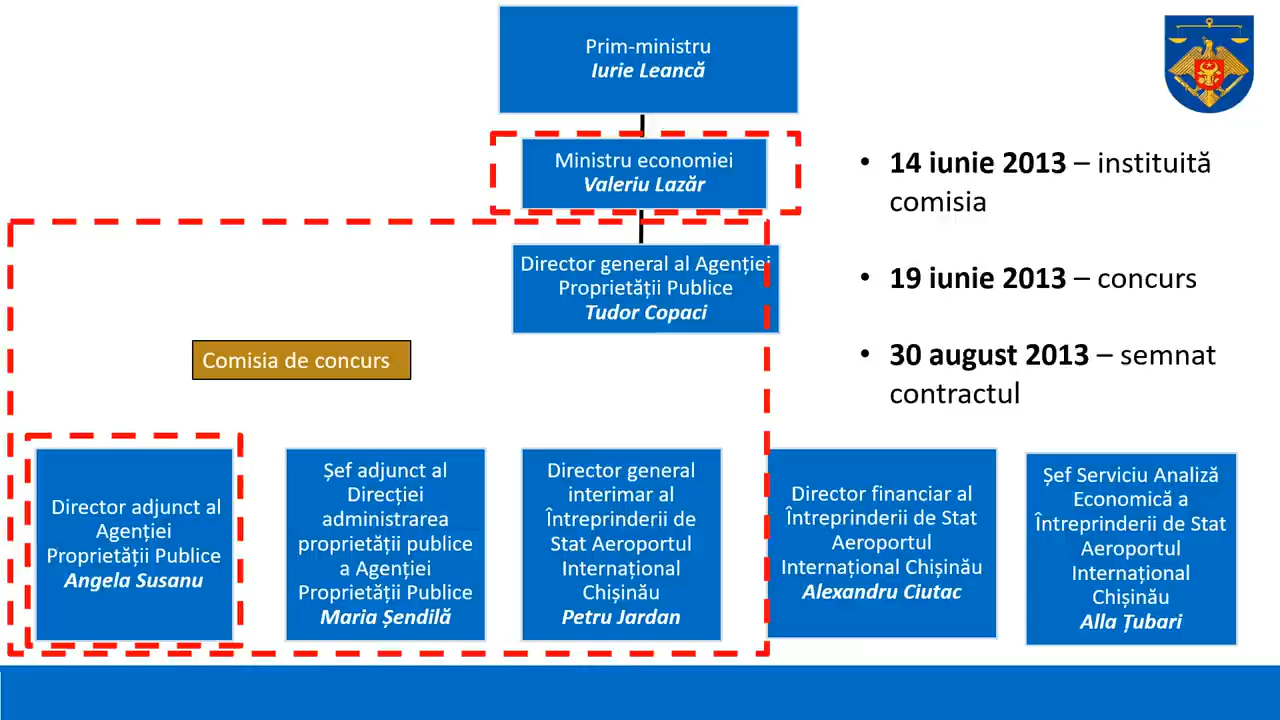 Prim-ministru
Iurie Leancă
Ministru economiei
Valeriu Lazăr
• 14 iunie 2013 – instituită
comisia
Director general al Agenției
Proprietății Publice
Tudor Copaci
• 19 iunie 2013 – concurs
Comisia de concurs
• 30 august 2013 – semnat
contractul
Director adjunct al
Agenției
Proprietății Publice
Angela Susanu
Șef adjunct al
Direcției
administrarea
proprietății publice
a Agenției
Proprietății Publice
Maria Șendilă
Director general
interimar al
Întreprinderii de
Stat Aeroportul
Internațional
Chișinău
Petru Jardan
Director financiar al
Întreprinderii de Stat
Aeroportul
Internațional Chișinău
Alexandru Ciutac
Șef Serviciu Analiză
Economică a
Întreprinderii de Stat
Aeroportul
Internațional
Chișinău
Alla Țubari